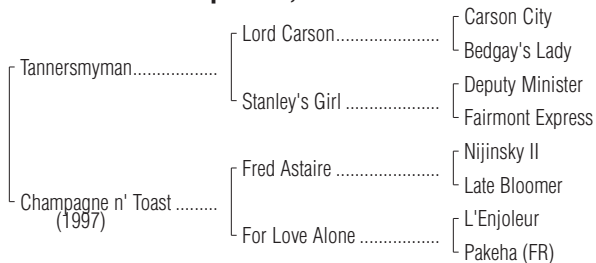 Carson City
Lord Carson
Bedgay's Lady
Tannersmyman
Deputy Minister
Stanley's Girl
Fairmont Express
Nijinsky II
Fred Astaire
Late Bloomer
Champagne n' Toast
(1997)
L'Enjoleur
For Love Alone
Pakeha (FR)